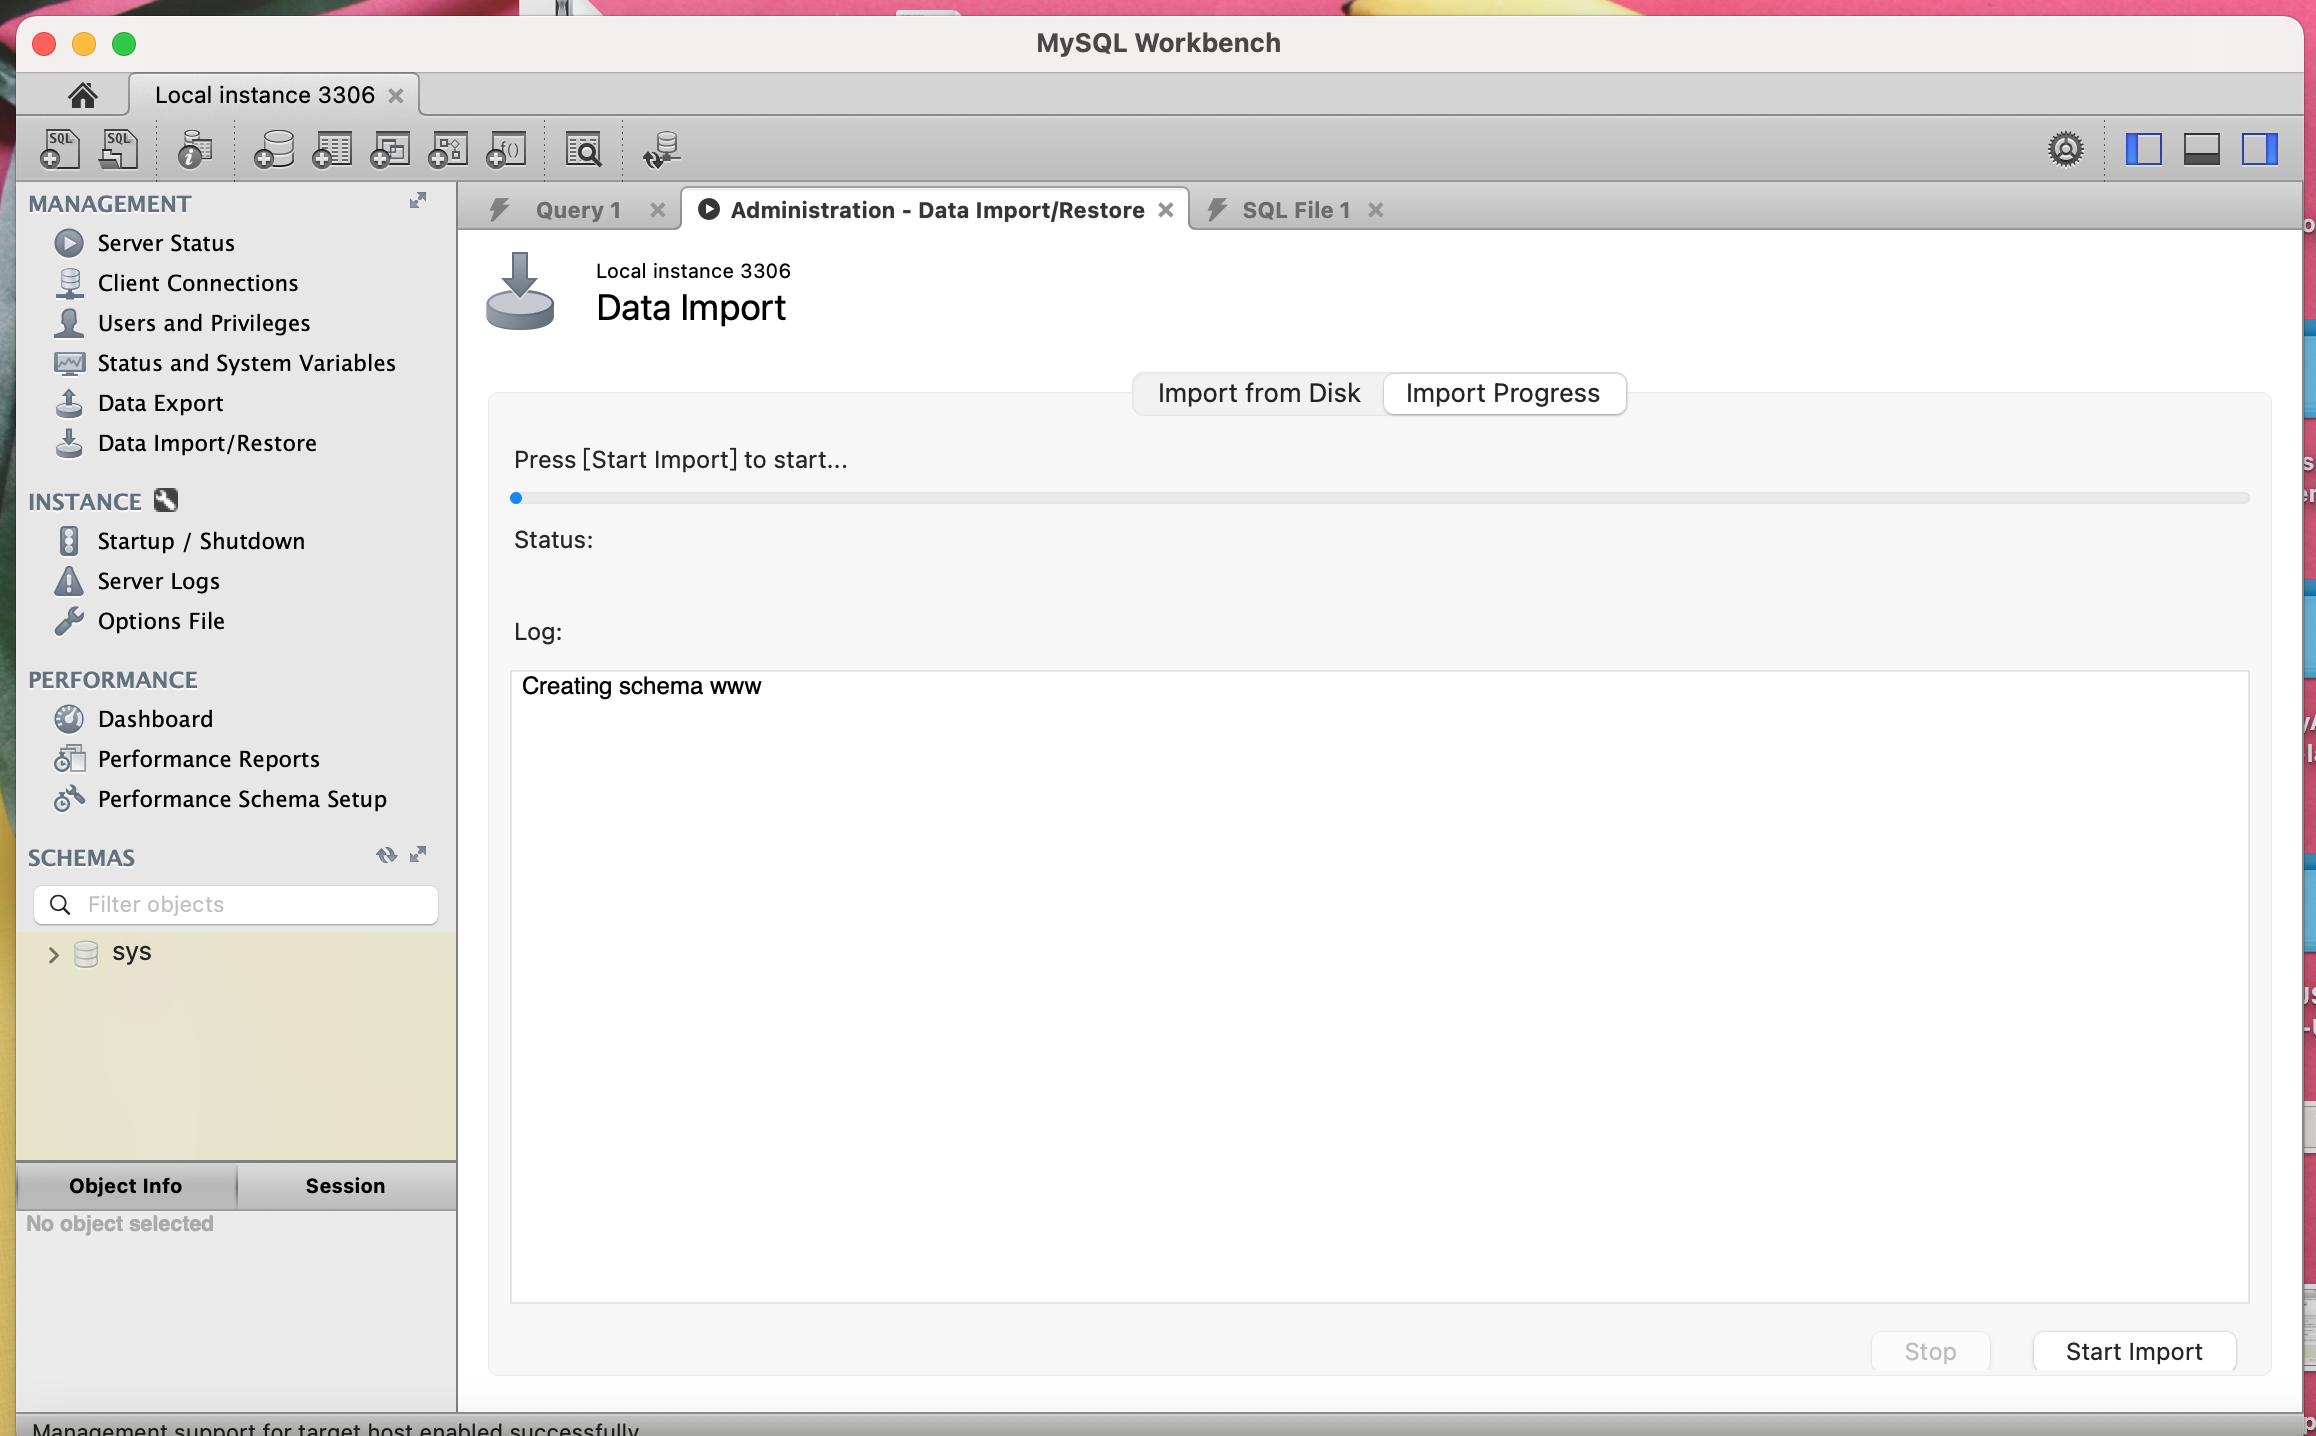 MySQL Workbench
Local instance 3306
SQL
SQL
f()
MANAGEMENT
Server Status
Client Connections
Users and Privileges
Status and System Variables
Data Export
Data Import/Restore
INSTANCE
Startup / Shutdown
Server Logs
Options File
PERFORMANCE
Dashboard
Performance Reports
Performance Schema Setup
SCHEMAS
Filter objects
sys
Object Info
Session
No object selected
Query 1
Administration - Data Import/Restore
SQL File 1
Local instance 3306
Data Import
Import from Disk
Import Progress
Press [Start Import] to start...
Status:
Log:
Creating schema www
Stop
Start Import
Management support for target host enabled successfully